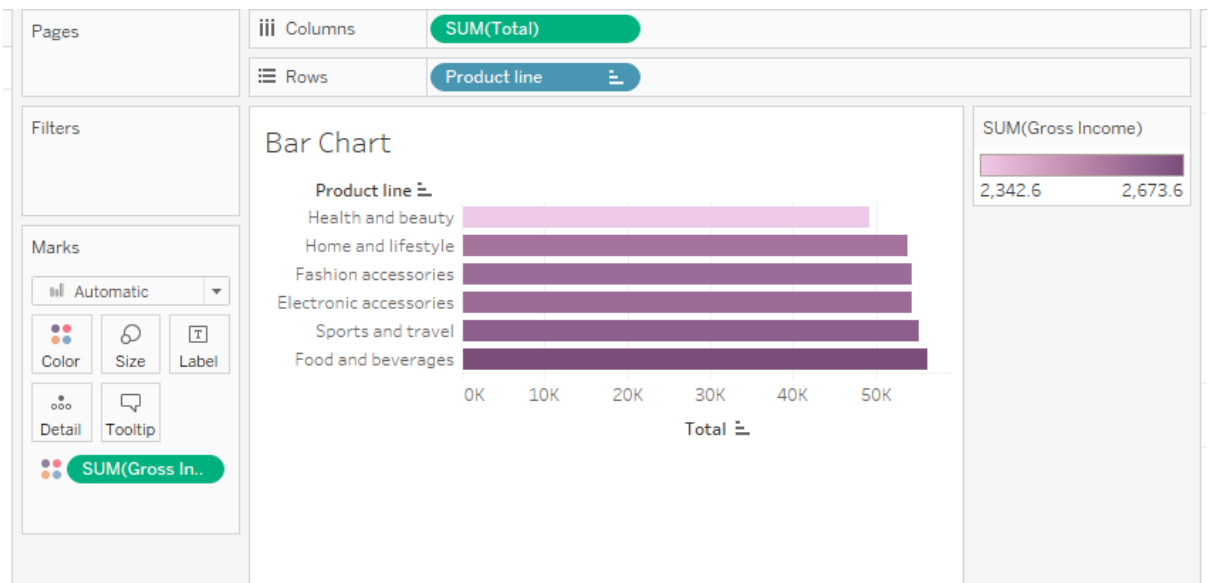 Pages
Columns
SUM(Total)
Rows
Product line
Filters
Marks
Automatic
Color
Size
T
Label
Detail
Tooltip
SUM(Gross In..
Bar Chart
Product line
Health and beauty
Home and lifestyle
Fashion accessories
Electronic accessories
Sports and travel
Food and beverages
0K 10K 20K 30K 40K 50K
Total
SUM(Gross Income)
2,342.6 2,673.6